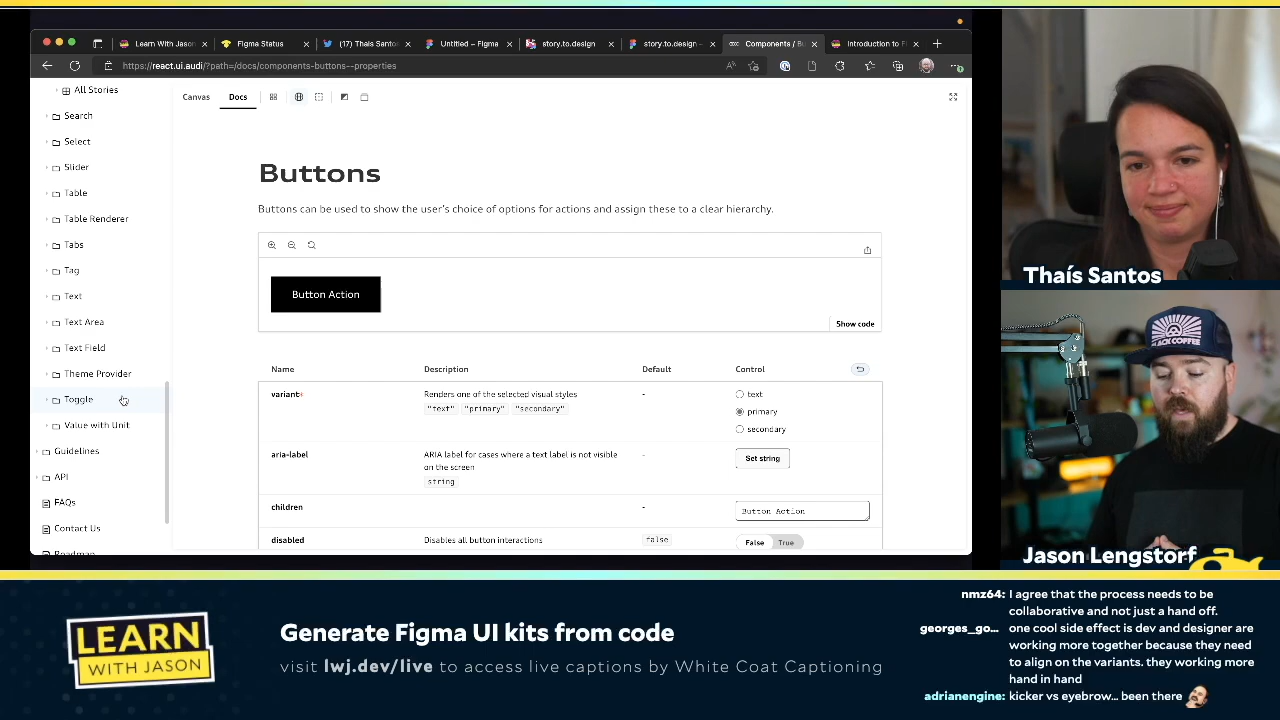 Learn With Jason
Figma Status
(17) Thais Santos
Untitled – Figma
story.to.design
story.to.design –
Components / Bu
Introduction to F
https://react.ui.audi/?path=/docs/components-buttons--properties
All Stories
Search
Select
Slider
Table
Table Renderer
Tabs
Tag
Text
Text Area
Text Field
Theme Provider
Toggle
Value with Unit
Guidelines
API
FAQs
Contact Us
Roadmap
Canvas
Docs
Buttons
Buttons can be used to show the user's choice of options for actions and assign these to a clear hierarchy.
Button Action
Show code
Name Description Default Control
variant* Renders one of the selected visual styles - text
"text" "primary" "secondary" primary
secondary
aria-label ARIA label for cases where a text label is not visible - Set string
on the screen
string
children - Button Action
disabled Disables all button interactions false False True
Thaís Santos
BLACK COFFEE
Jason Lengstorf
LEARN
WITH JASON
Generate Figma UI kits from code
visit lwj.dev/live to access live captions by White Coat Captioning
nmz64: I agree that the process needs to be
collaborative and not just a hand off.
georges_go... one cool side effect is dev and designer are
working more together because they need
to align on the variants. they working more
hand in hand
adrianengine: kicker vs eyebrow... been there